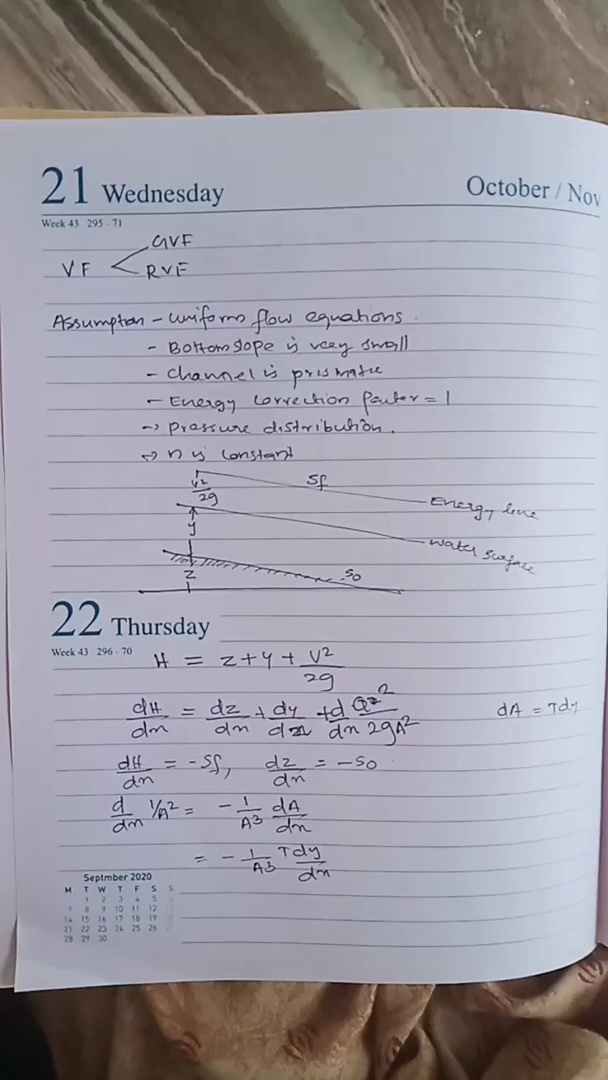 21 Wednesday
October / Nov
Week 43 295 - 71
GVF
VF
RVF
Assumption - uniform flow equations.
- Bottom slope is very small
- Channel is prismatic
- Energy correction factor = 1
-> pressure distribution.
-> n is constant
V²/2g
Sf
Energy line
y
water surface
Z
So
22 Thursday
Week 43 296 - 70
H = Z + y + V²/2g
dH/dx = dz/dx + dy/dx + d/dx Q²/2gA²
dA = Tdy
dH/dx = -Sf, dz/dx = -So
d/dx 1/A² = -1/A³ dA/dx
= -1/A³ Tdy/dx
Septmber 2020
M T W T F S S
1 2 3 4 5
7 8 9 10 11 12
14 15 16 17 18 19
21 22 23 24 25 26
28 29 30